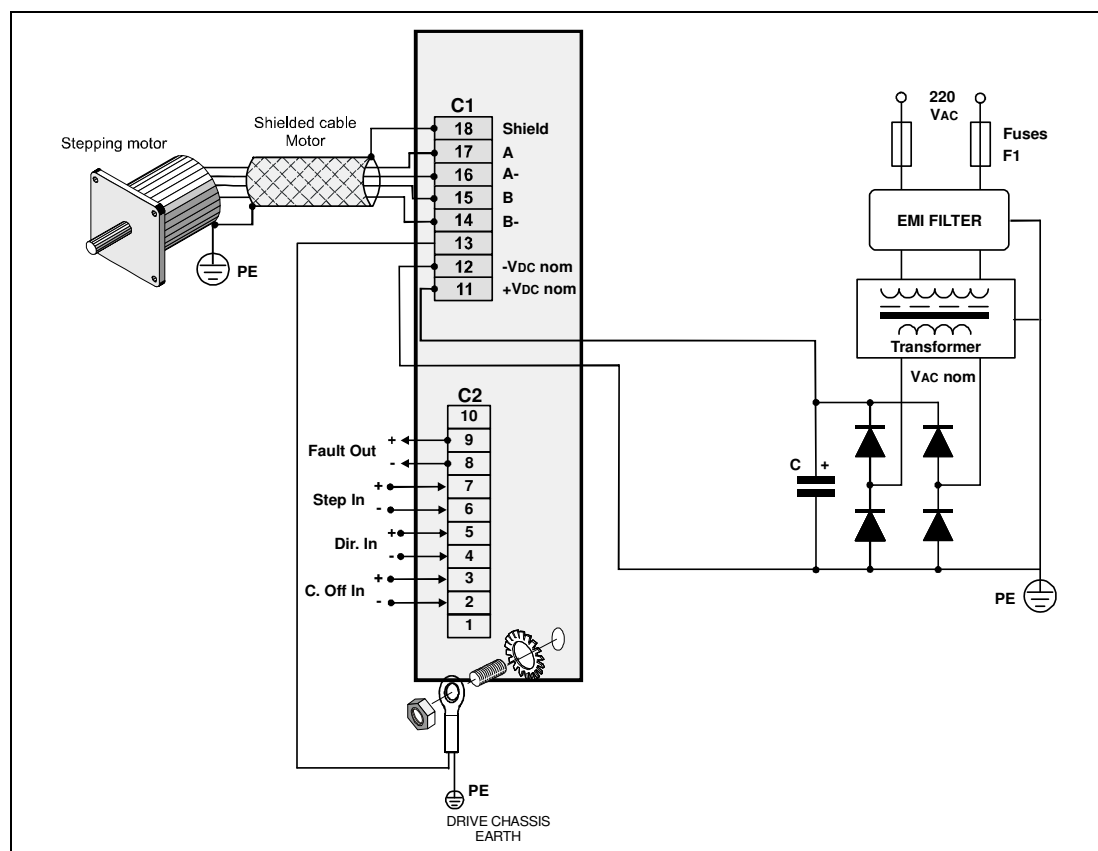 Stepping motor
Shielded cable
Motor
PE
C1
18 Shield
17 A
16 A-
15 B
14 B-
13
12 -VDC nom
11 +VDC nom
C2
10
9
8
7
6
5
4
3
2
1
Fault Out + -
Step In + -
Dir. In + -
C. Off In + -
PE
DRIVE CHASSIS
EARTH
220
VAC
Fuses
F1
EMI FILTER
Transformer
VAC nom
C +
PE